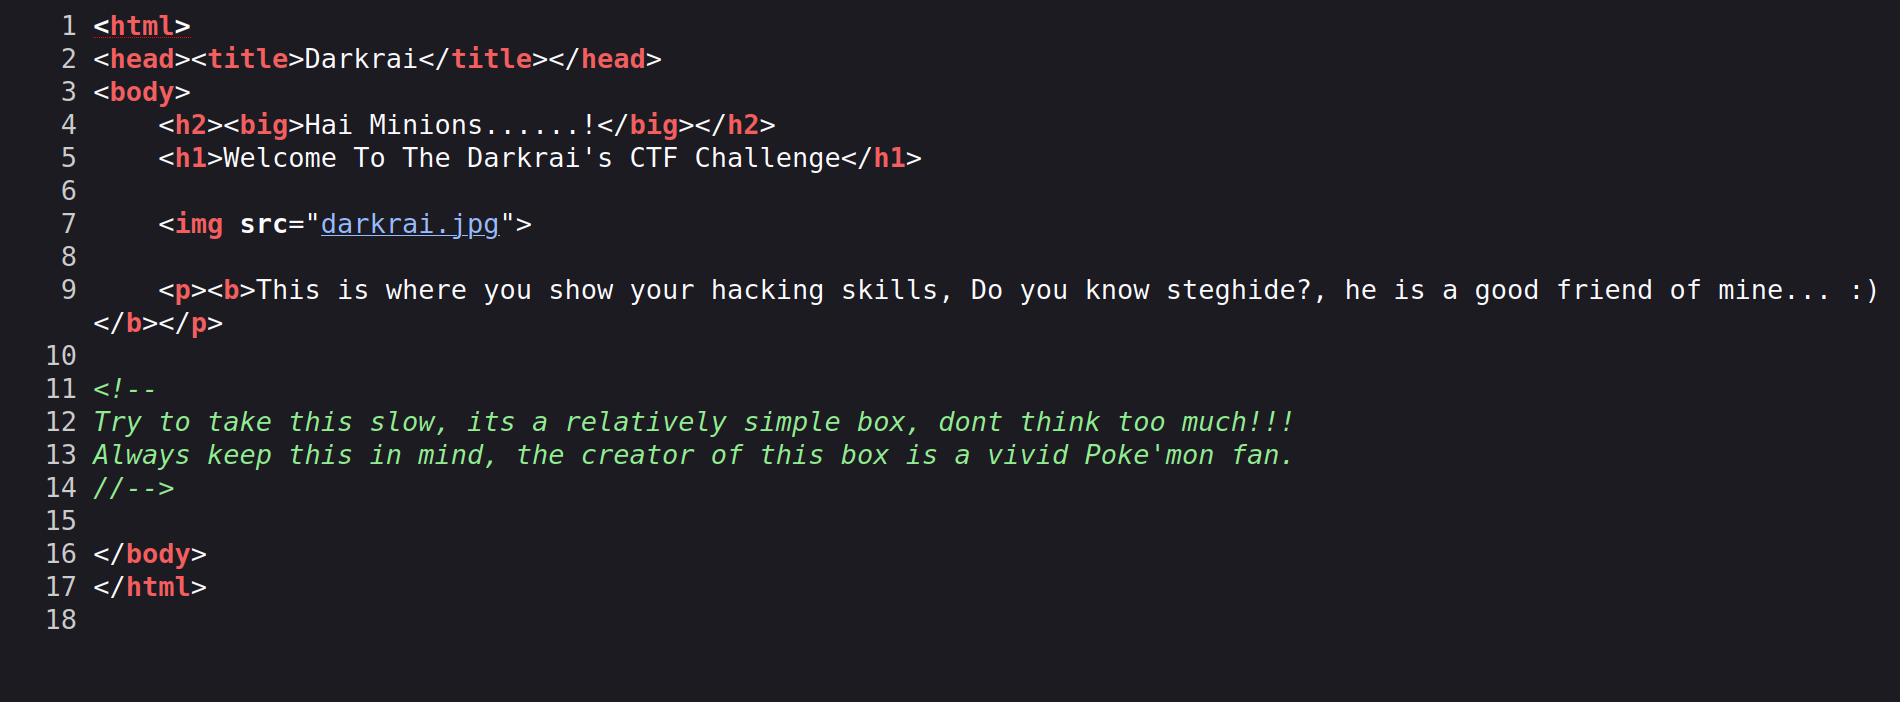 1 <html>
2 <head><title>Darkrai</title></head>
3 <body>
4     <h2><big>Hai Minions......!</big></h2>
5     <h1>Welcome To The Darkrai's CTF Challenge</h1>
6
7     <img src="darkrai.jpg">
8
9     <p><b>This is where you show your hacking skills, Do you know steghide?, he is a good friend of mine... :)
</b></p>
10
11 <!--
12 Try to take this slow, its a relatively simple box, dont think too much!!!
13 Always keep this in mind, the creator of this box is a vivid Poke'mon fan.
14 //-->
15
16 </body>
17 </html>
18